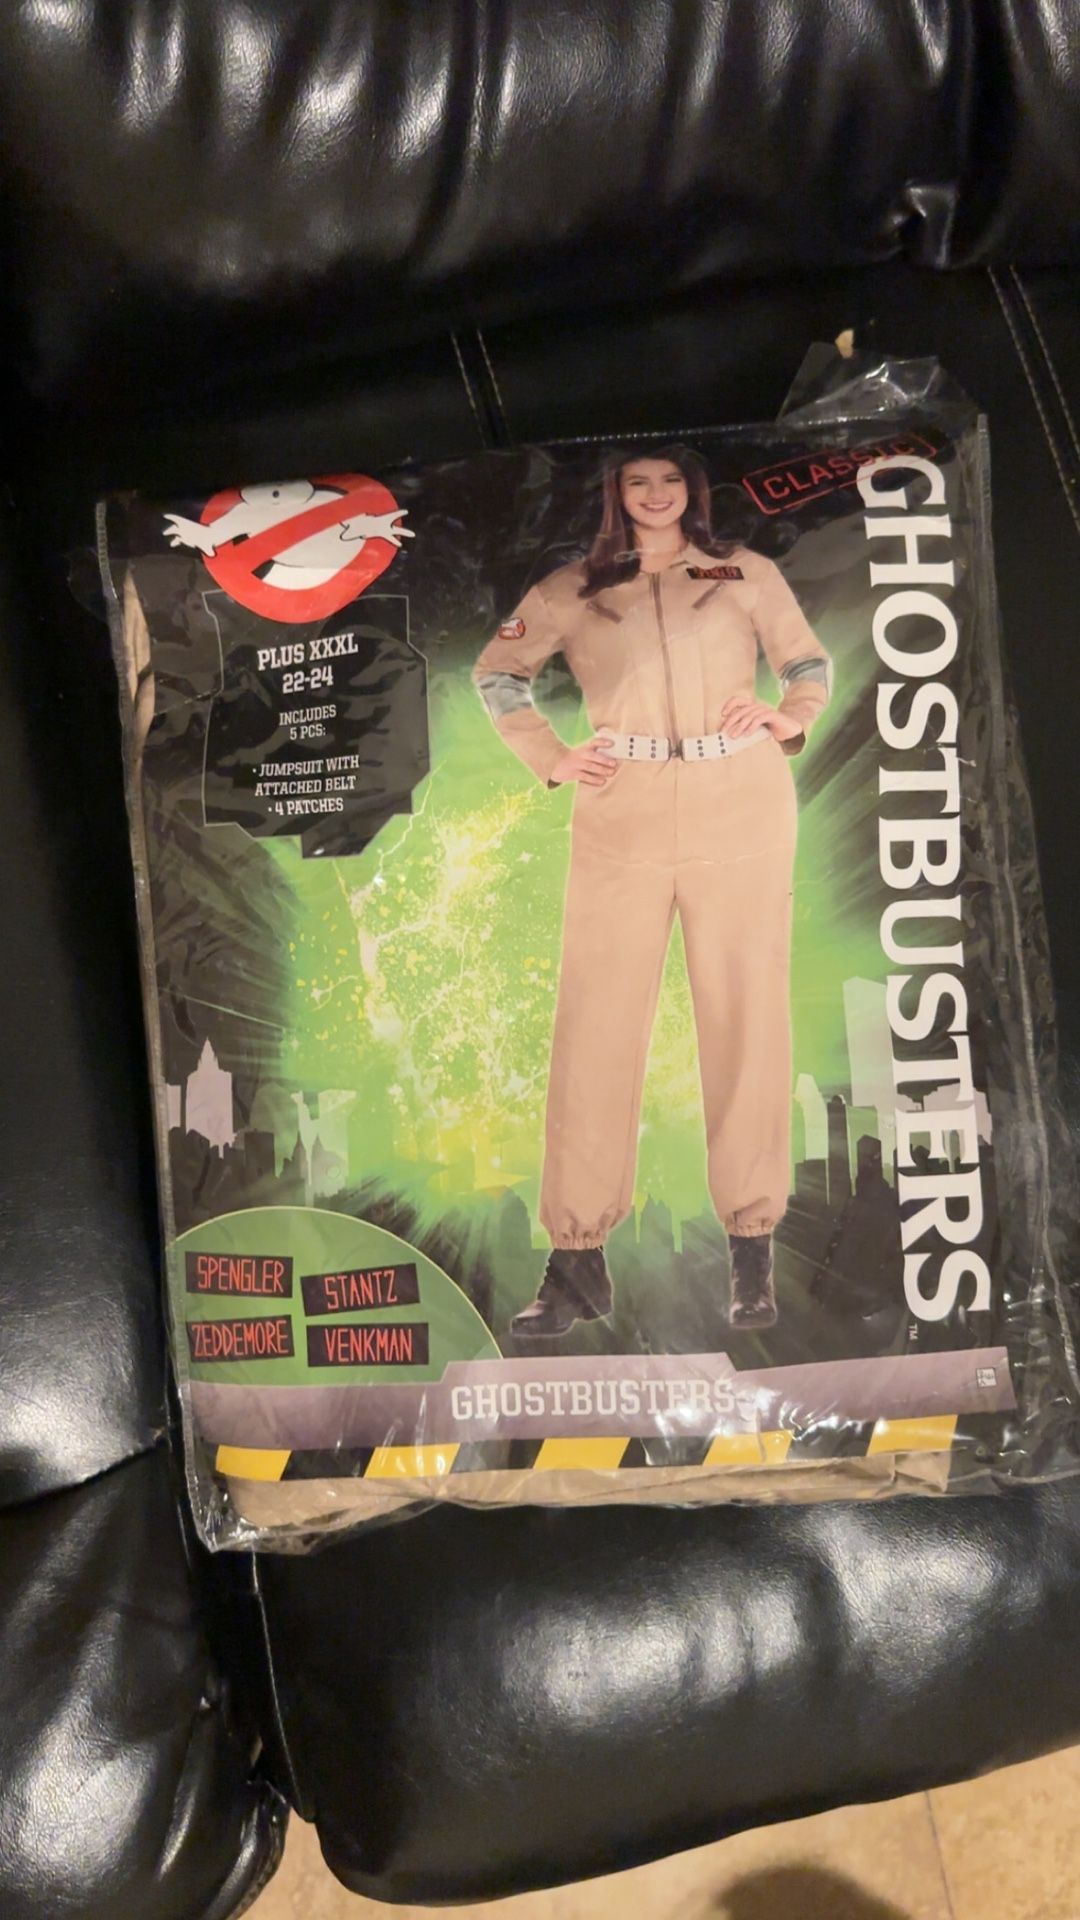 CLASSIC
GHOSTBUSTERS™
PLUS XXXL
22-24
INCLUDES
5 PCS:
• JUMPSUIT WITH
ATTACHED BELT
• 4 PATCHES
SPENGLER
STANTZ
ZEDDEMORE
VENKMAN
GHOSTBUSTERS